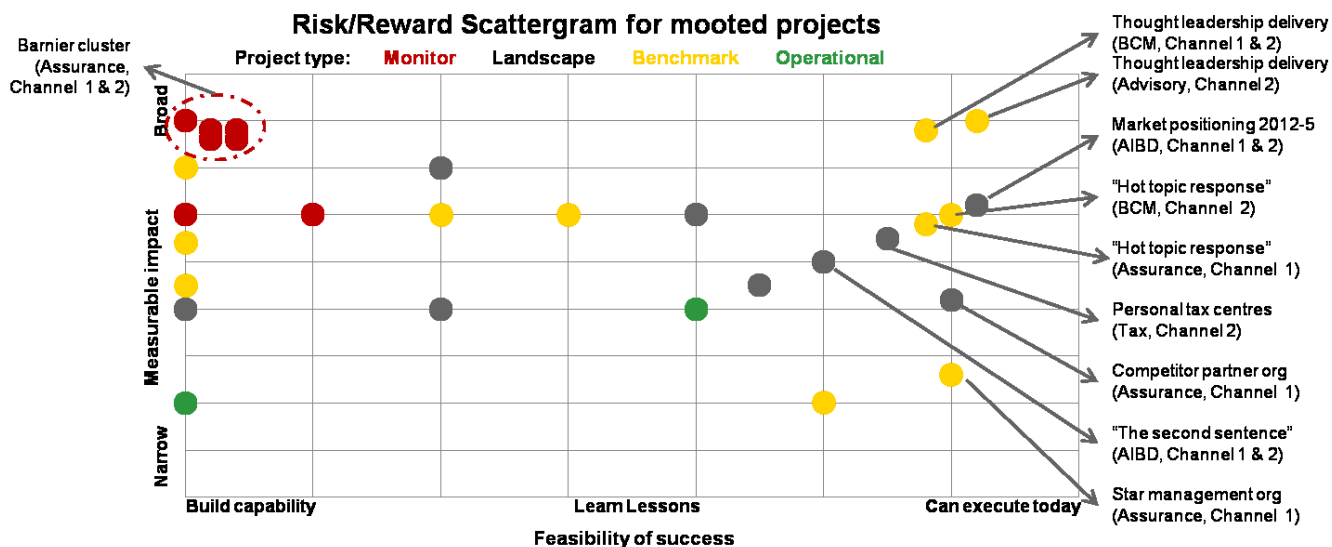 Risk/Reward Scattergram for mooted projects
Project type: Monitor Landscape Benchmark Operational
Barnier cluster
(Assurance,
Channel 1 & 2)
Broad
Measurable impact
Narrow
Build capability
Learn Lessons
Can execute today
Feasibility of success
Thought leadership delivery
(BCM, Channel 1 & 2)
Thought leadership delivery
(Advisory, Channel 2)
Market positioning 2012-5
(AIBD, Channel 1 & 2)
"Hot topic response"
(BCM, Channel 2)
"Hot topic response"
(Assurance, Channel 1)
Personal tax centres
(Tax, Channel 2)
Competitor partner org
(Assurance, Channel 1)
"The second sentence"
(AIBD, Channel 1 & 2)
Star management org
(Assurance, Channel 1)